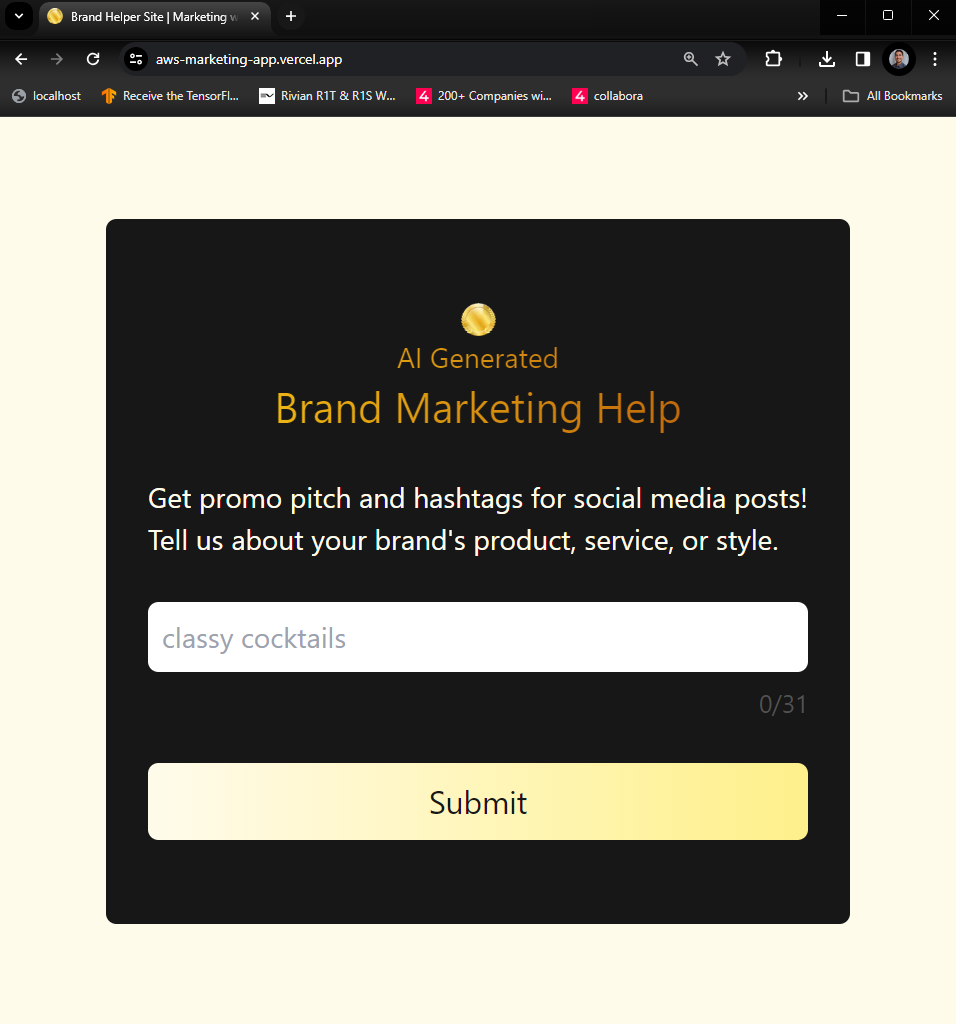 Brand Helper Site | Marketing w
aws-marketing-app.vercel.app
localhost
Receive the TensorFl...
Rivian R1T & R1S W...
4
200+ Companies wi...
4
collabora
All Bookmarks
AI Generated
Brand Marketing Help
Get promo pitch and hashtags for social media posts!
Tell us about your brand's product, service, or style.
classy cocktails
0/31
Submit